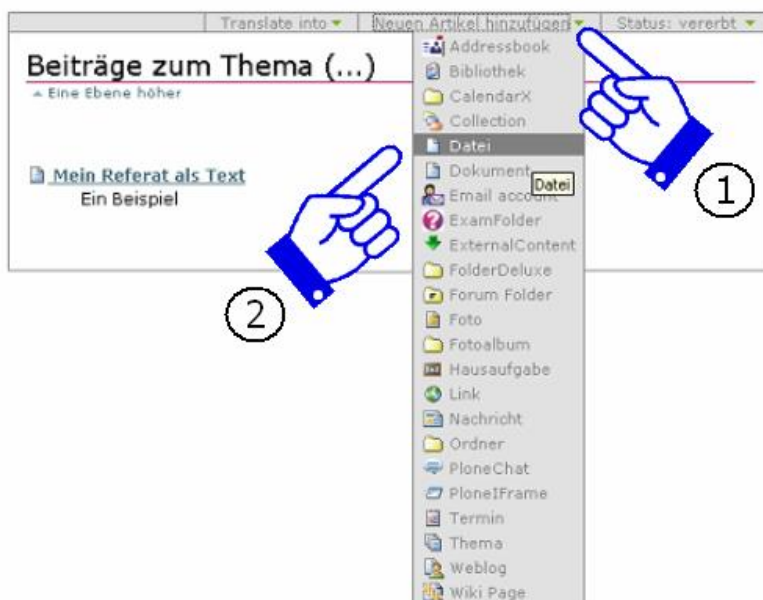 Translate into
Neuen Artikel hinzufügen
Status: vererbt
Beiträge zum Thema (...)
Eine Ebene höher
Mein Referat als Text
Ein Beispiel
Addressbook
Bibliothek
CalendarX
Collection
Datei
Dokument
Datei
Email account
ExamFolder
ExternalContent
FolderDeluxe
Forum Folder
Foto
Fotoalbum
Hausaufgabe
Link
Nachricht
Ordner
PloneChat
PloneIFrame
Termin
Thema
Weblog
Wiki Page
1
2